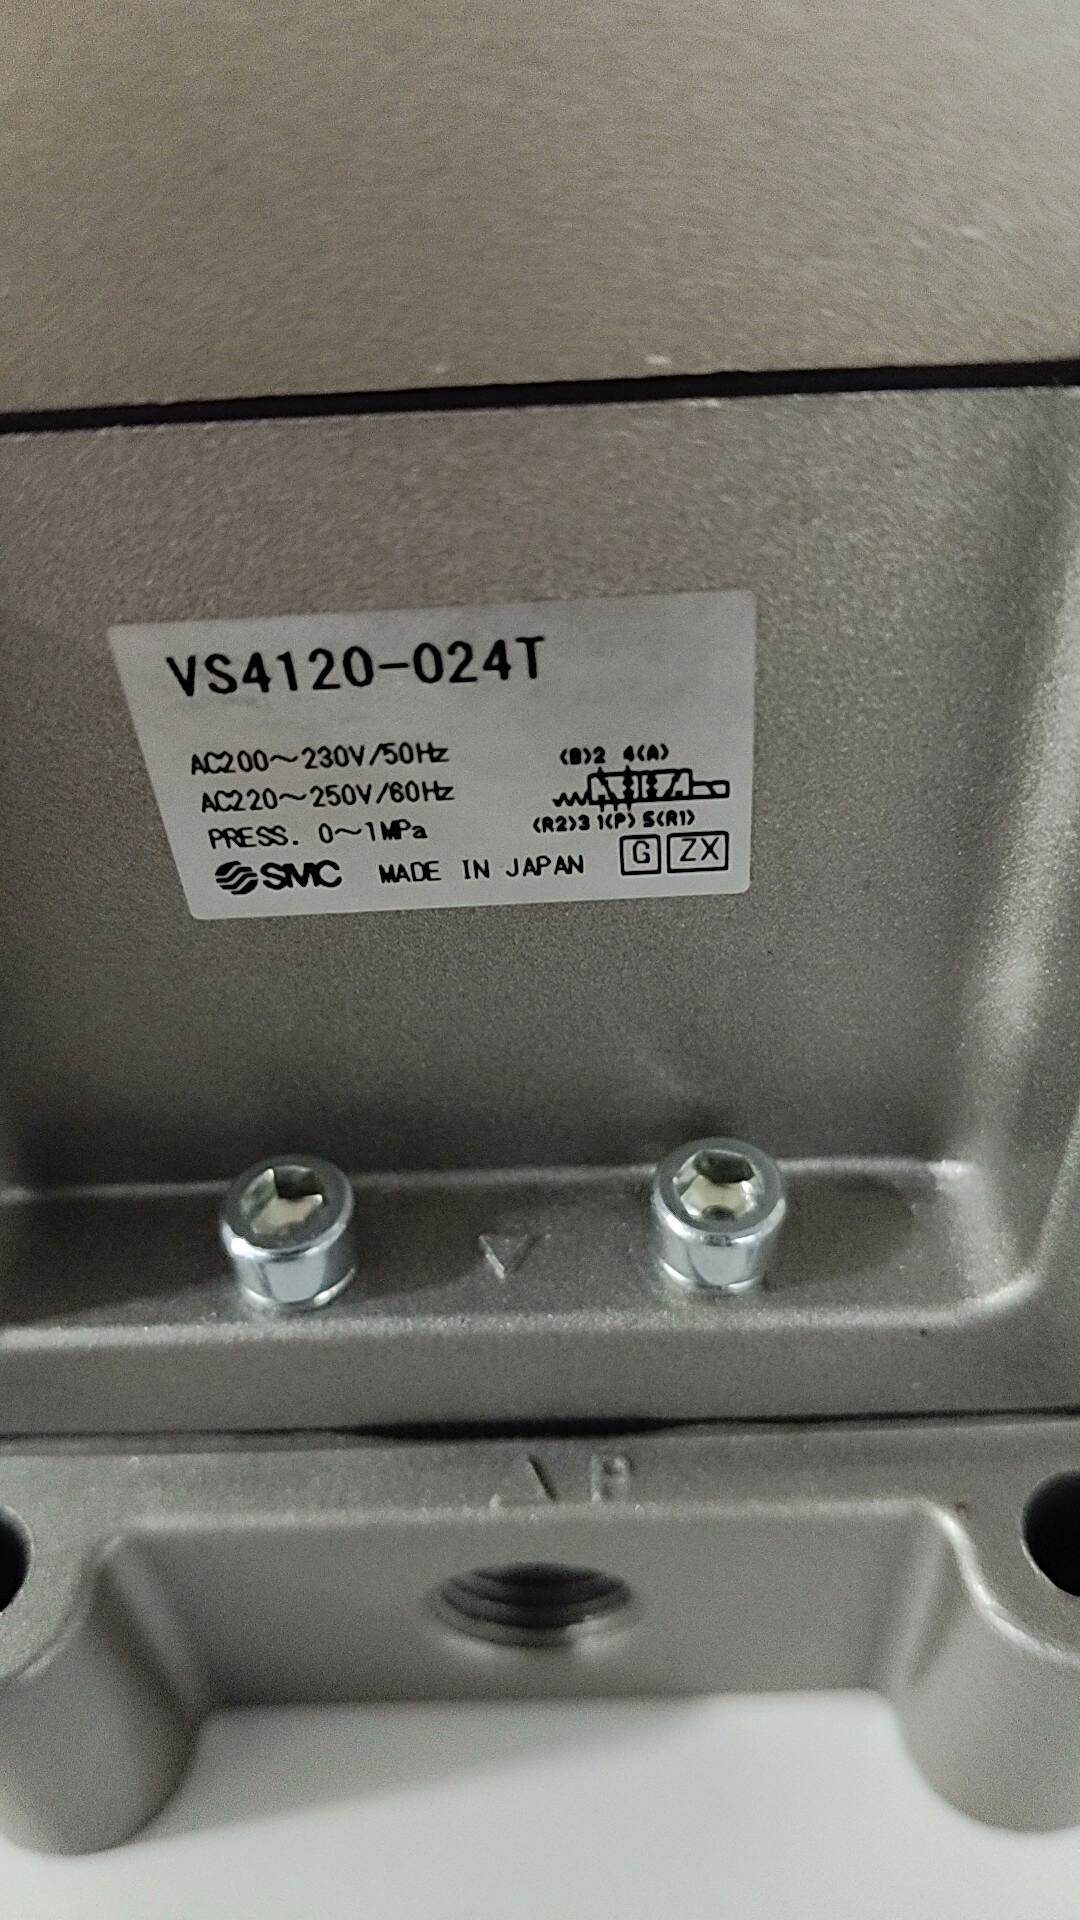 VS4120-024T
AC200～230V/50Hz
AC220～250V/60Hz
PRESS. 0～1MPa
(B)2 4(A)
(R2)3 1(P) 5(R1)
SMC MADE IN JAPAN G ZX